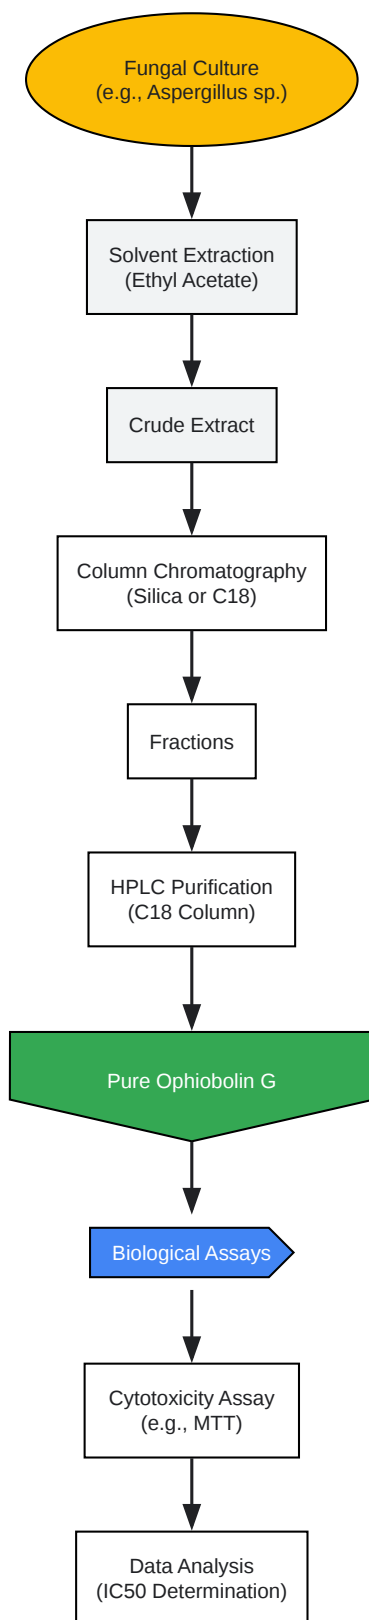 Fungal Culture
(e.g., Aspergillus sp.)
Solvent Extraction
(Ethyl Acetate)
Crude Extract
Column Chromatography
(Silica or C18)
Fractions
HPLC Purification
(C18 Column)
Pure Ophiobolin G
Biological Assays
Cytotoxicity Assay
(e.g., MTT)
Data Analysis
(IC50 Determination)